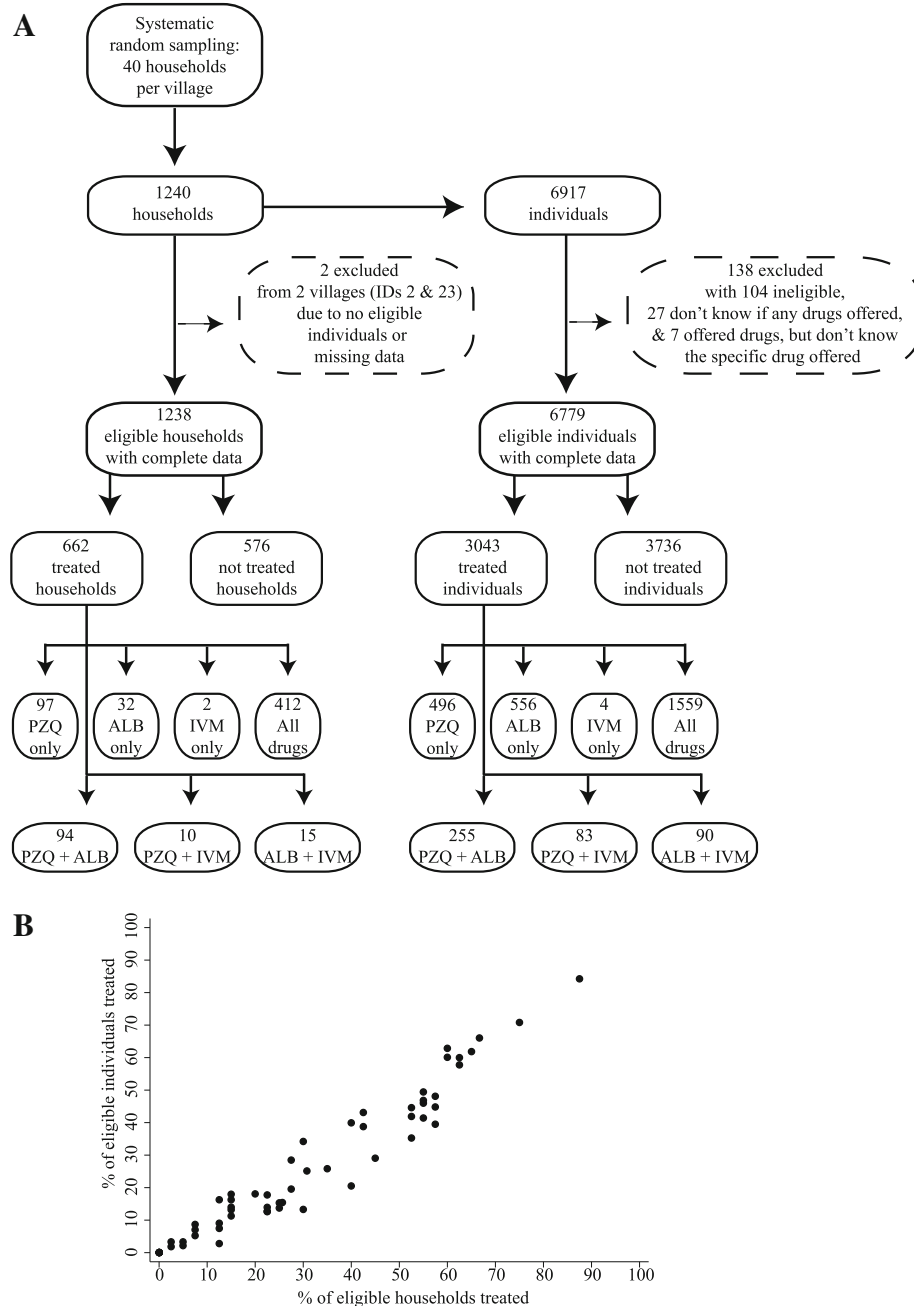 A
Systematic
random sampling:
40 households
per village
1240
households
6917
individuals
2 excluded
from 2 villages (IDs 2 & 23)
due to no eligible
individuals or
missing data
138 excluded
with 104 ineligible,
27 don't know if any drugs offered,
& 7 offered drugs, but don't know
the specific drug offered
1238
eligible households
with complete data
6779
eligible individuals
with complete data
662
treated
households
576
not treated
households
3043
treated
individuals
3736
not treated
individuals
97
PZQ
only
32
ALB
only
2
IVM
only
412
All
drugs
496
PZQ
only
556
ALB
only
4
IVM
only
1559
All
drugs
94
PZQ + ALB
10
PZQ + IVM
15
ALB + IVM
255
PZQ + ALB
83
PZQ + IVM
90
ALB + IVM
B
% of eligible individuals treated
100
90
80
70
60
50
40
30
20
10
0
0 10 20 30 40 50 60 70 80 90 100
% of eligible households treated